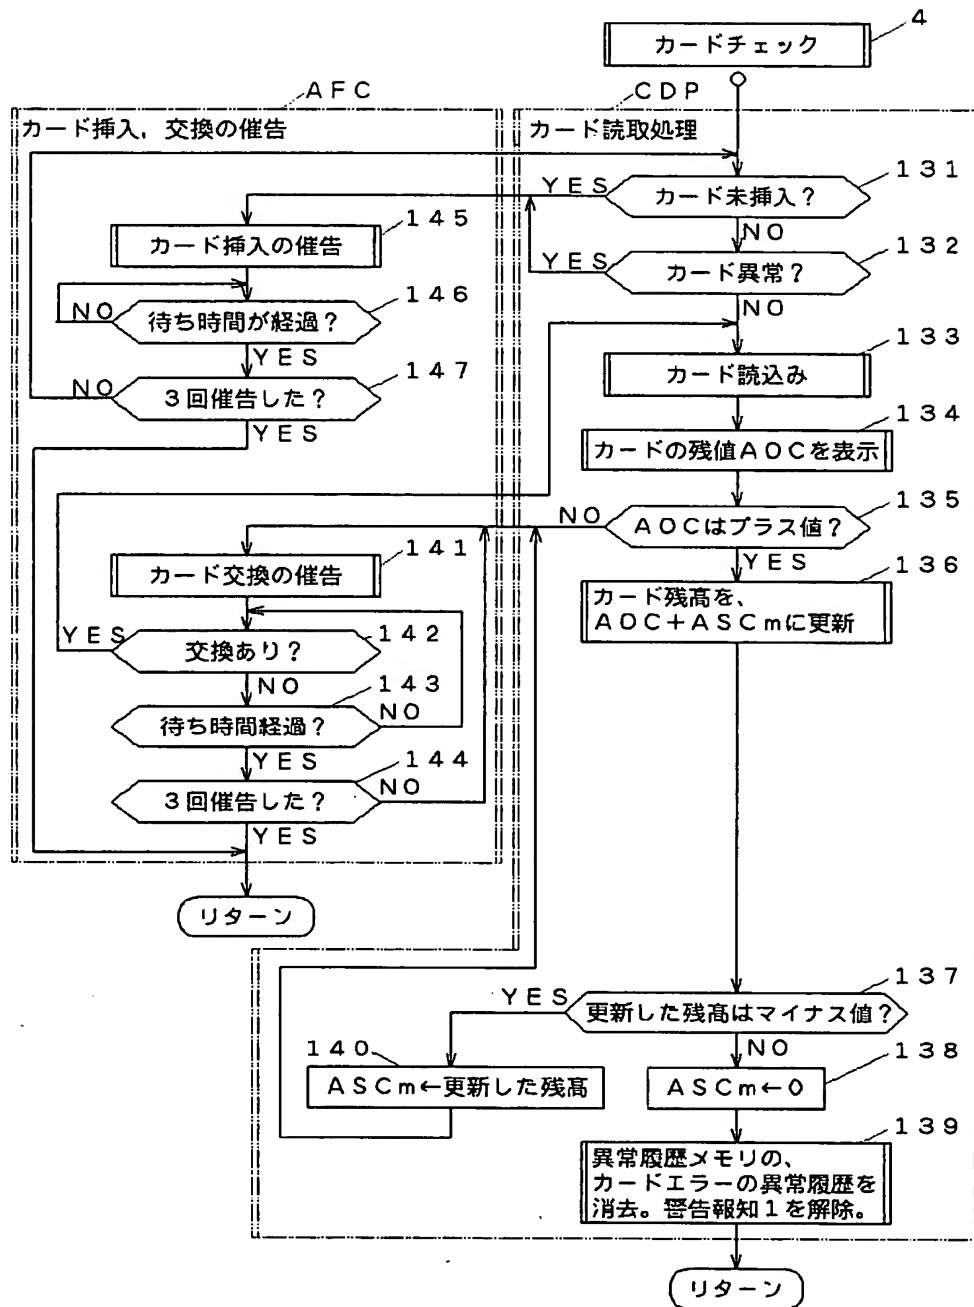 4
カードチェック
AFC
CDP
カード挿入，交換の催告
カード読取処理
131
YES
カード未挿入？
145
NO
カード挿入の催告
132
YES
カード異常？
146
NO
待ち時間が経過？
NO
133
YES
147
カード読込み
NO
3回催告した？
134
YES
カードの残値AOCを表示
135
NO
AOCはプラス値？
141
YES
136
カード交換の催告
カード残高を、
AOC＋ASCmに更新
YES
142
交換あり？
NO
143
待ち時間経過？
NO
YES
144
3回催告した？
NO
YES
リターン
137
YES
更新した残高はマイナス値？
140
NO
138
ASCm←更新した残高
ASCm←0
139
異常履歴メモリの、
カードエラーの異常履歴を
消去。警告報知1を解除。
リターン